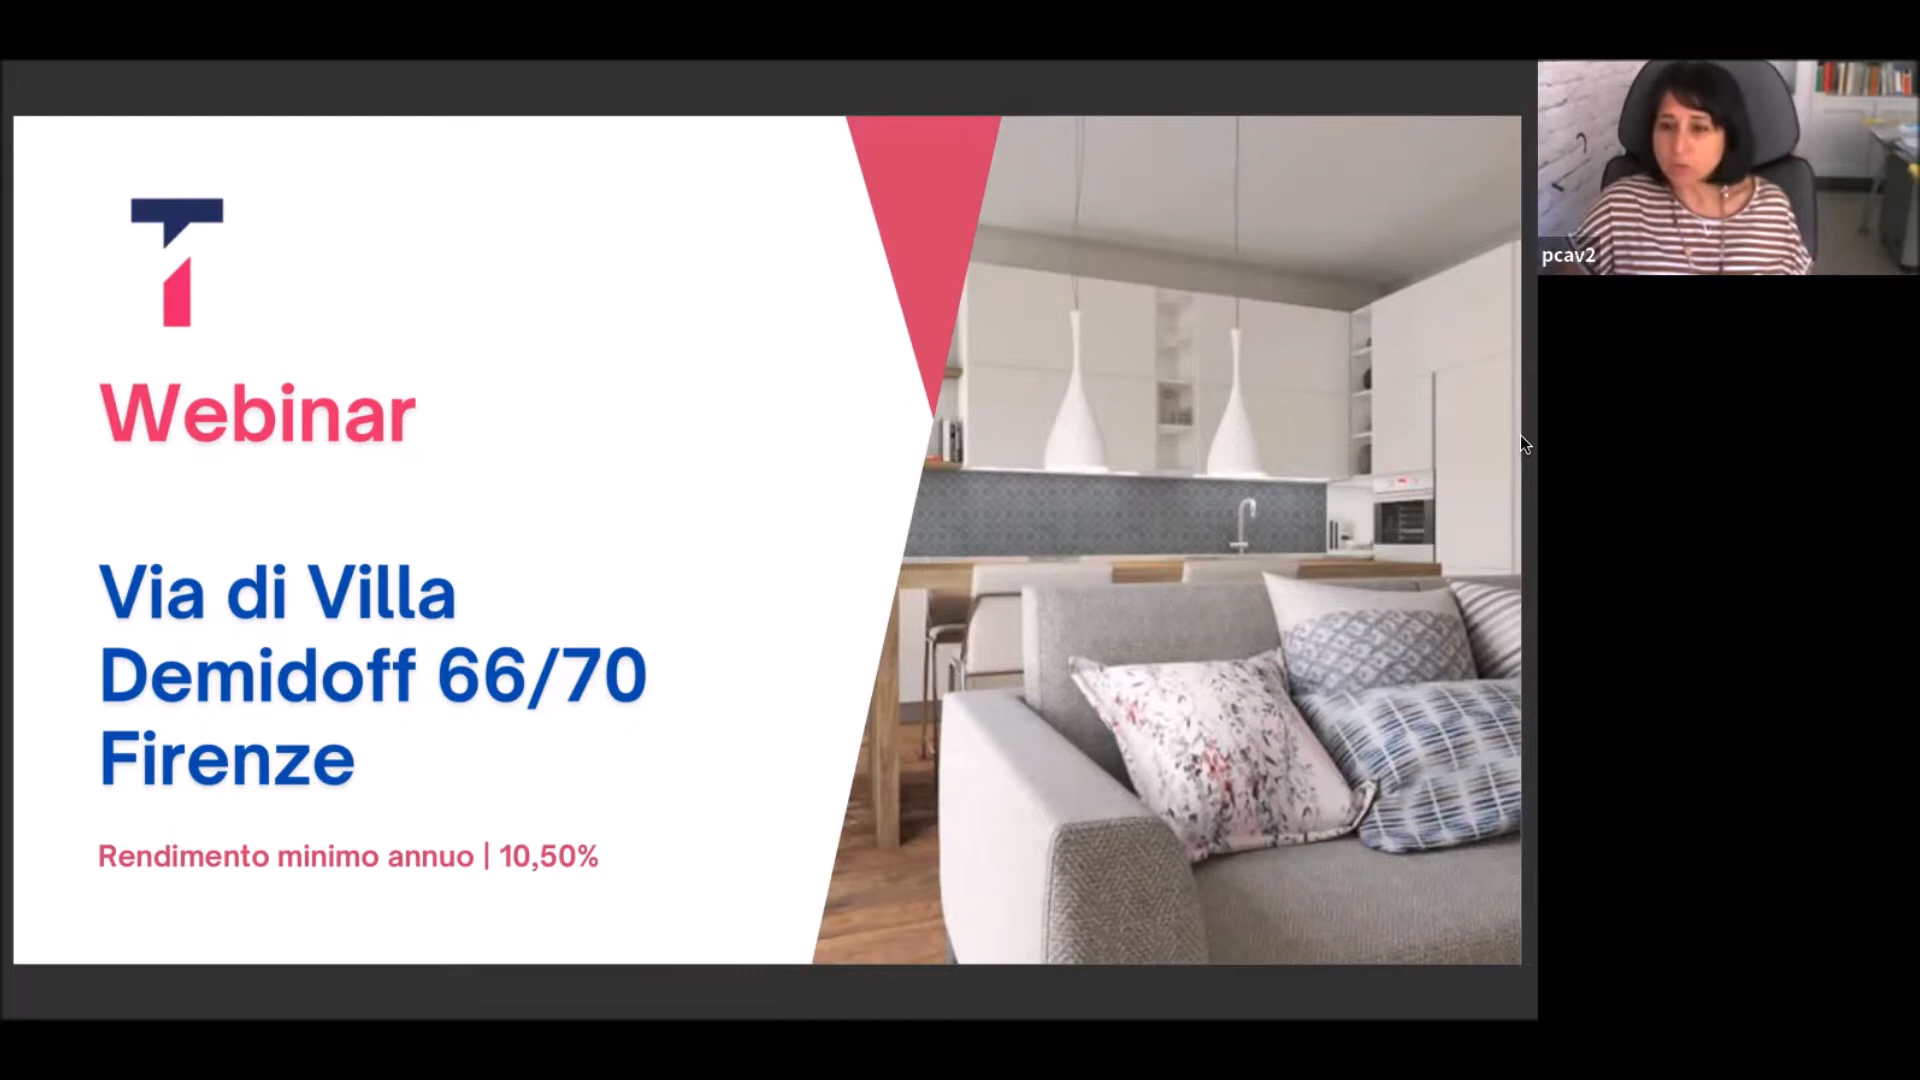 Webinar
Via di Villa
Demidoff 66/70
Firenze
Rendimento minimo annuo | 10,50%
pcav2